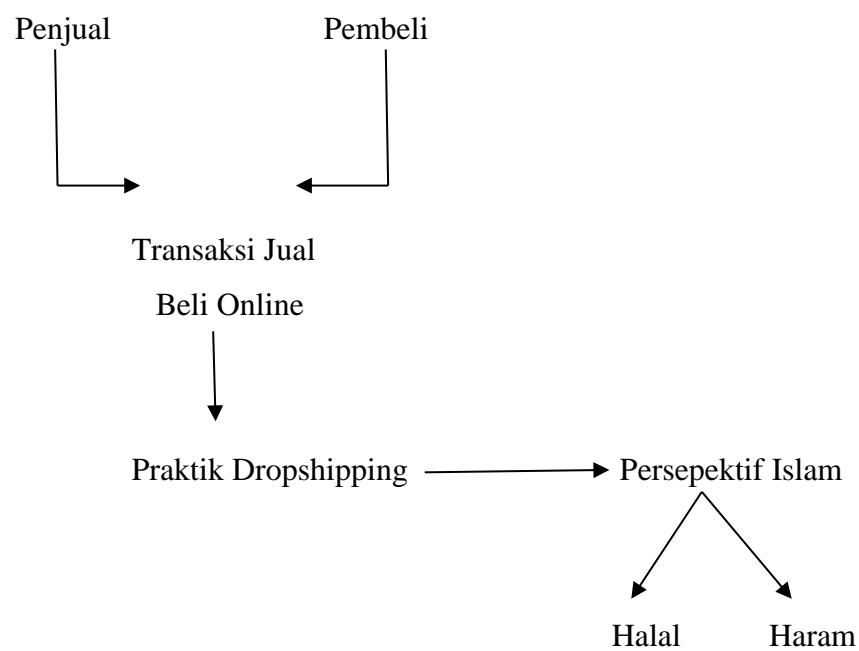 Penjual
Pembeli
Transaksi Jual
Beli Online
Praktik Dropshipping
Persepektif Islam
Halal
Haram